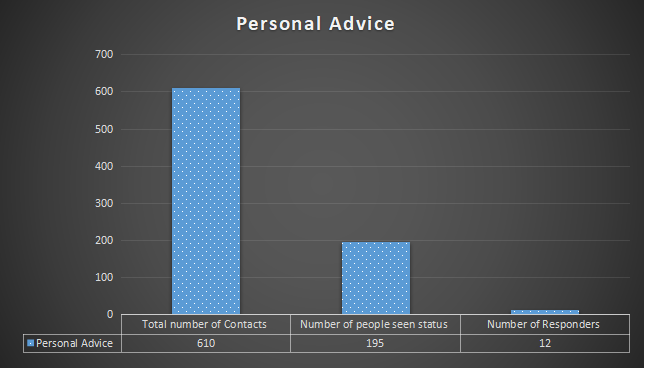 Personal Advice
700
600
500
400
300
200
100
0
Total number of Contacts Number of people seen status Number of Responders
Personal Advice 610 195 12